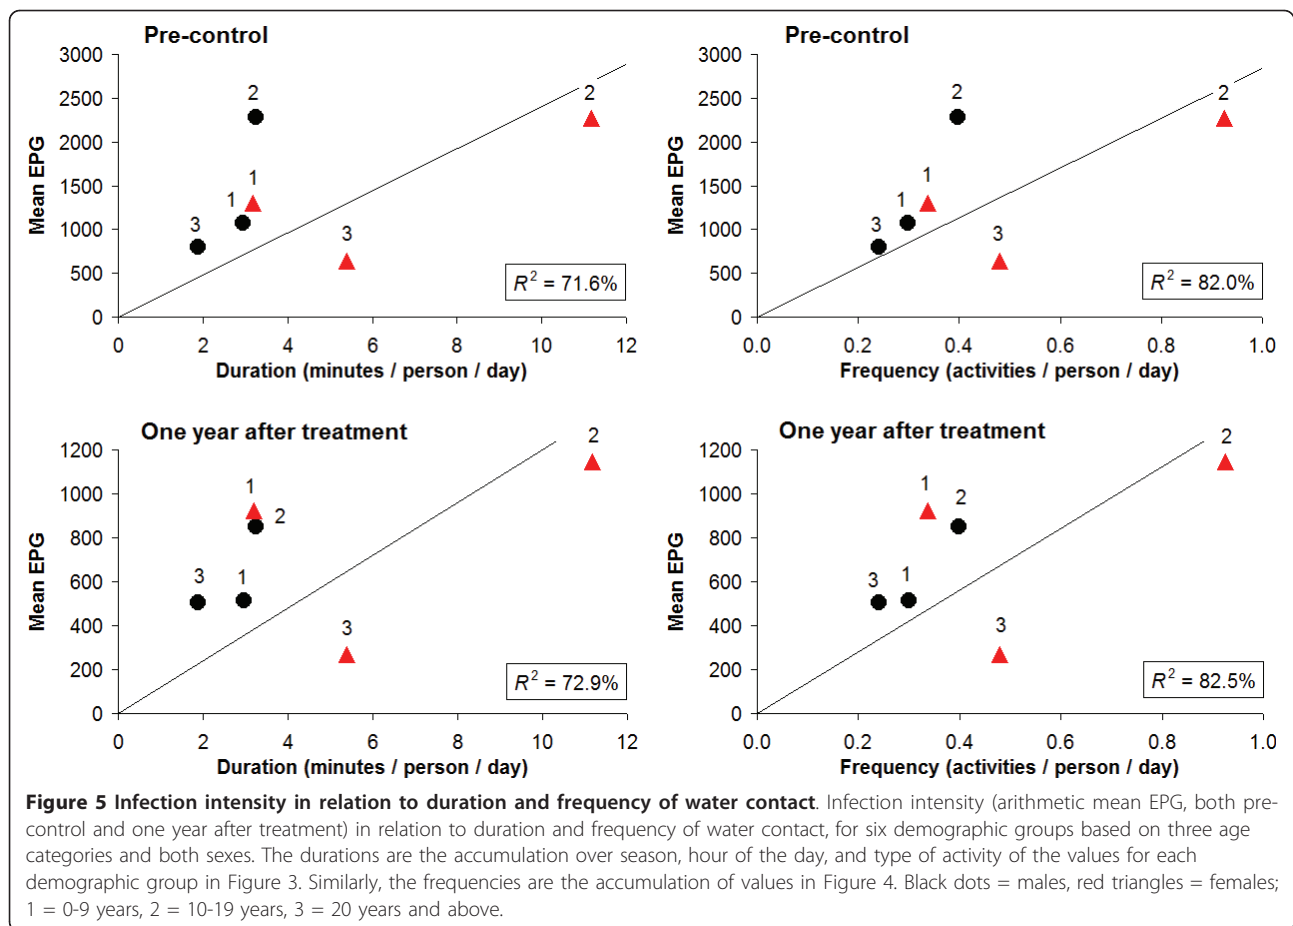 Pre-control
Mean EPG
3000
2500
2000
1500
1000
500
0
2
2
1
1
3
3
R² = 71.6%
0 2 4 6 8 10 12
Duration (minutes / person / day)
Pre-control
Mean EPG
3000
2500
2000
1500
1000
500
0
2
2
1
1
3
3
R² = 82.0%
0.0 0.2 0.4 0.6 0.8 1.0
Frequency (activities / person / day)
One year after treatment
Mean EPG
1200
1000
800
600
400
200
0
2
1
2
3
1
3
R² = 72.9%
0 2 4 6 8 10 12
Duration (minutes / person / day)
One year after treatment
Mean EPG
1200
1000
800
600
400
200
0
2
1
2
3
1
3
R² = 82.5%
0.0 0.2 0.4 0.6 0.8 1.0
Frequency (activities / person / day)
Figure 5 Infection intensity in relation to duration and frequency of water contact. Infection intensity (arithmetic mean EPG, both pre-
control and one year after treatment) in relation to duration and frequency of water contact, for six demographic groups based on three age
categories and both sexes. The durations are the accumulation over season, hour of the day, and type of activity of the values for each
demographic group in Figure 3. Similarly, the frequencies are the accumulation of values in Figure 4. Black dots = males, red triangles = females;
1 = 0-9 years, 2 = 10-19 years, 3 = 20 years and above.